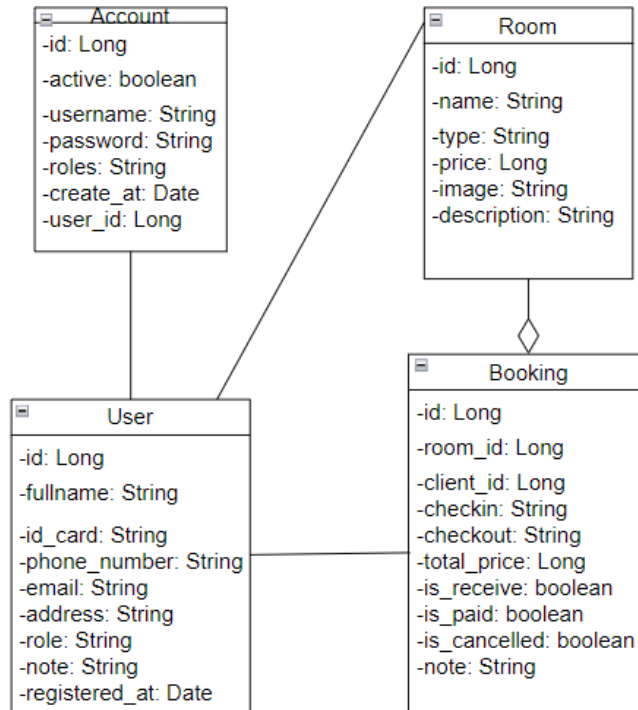 Account
-id: Long
-active: boolean
-username: String
-password: String
-roles: String
-create_at: Date
-user_id: Long
Room
-id: Long
-name: String
-type: String
-price: Long
-image: String
-description: String
User
-id: Long
-fullname: String
-id_card: String
-phone_number: String
-email: String
-address: String
-role: String
-note: String
-registered_at: Date
Booking
-id: Long
-room_id: Long
-client_id: Long
-checkin: String
-checkout: String
-total_price: Long
-is_receive: boolean
-is_paid: boolean
-is_cancelled: boolean
-note: String